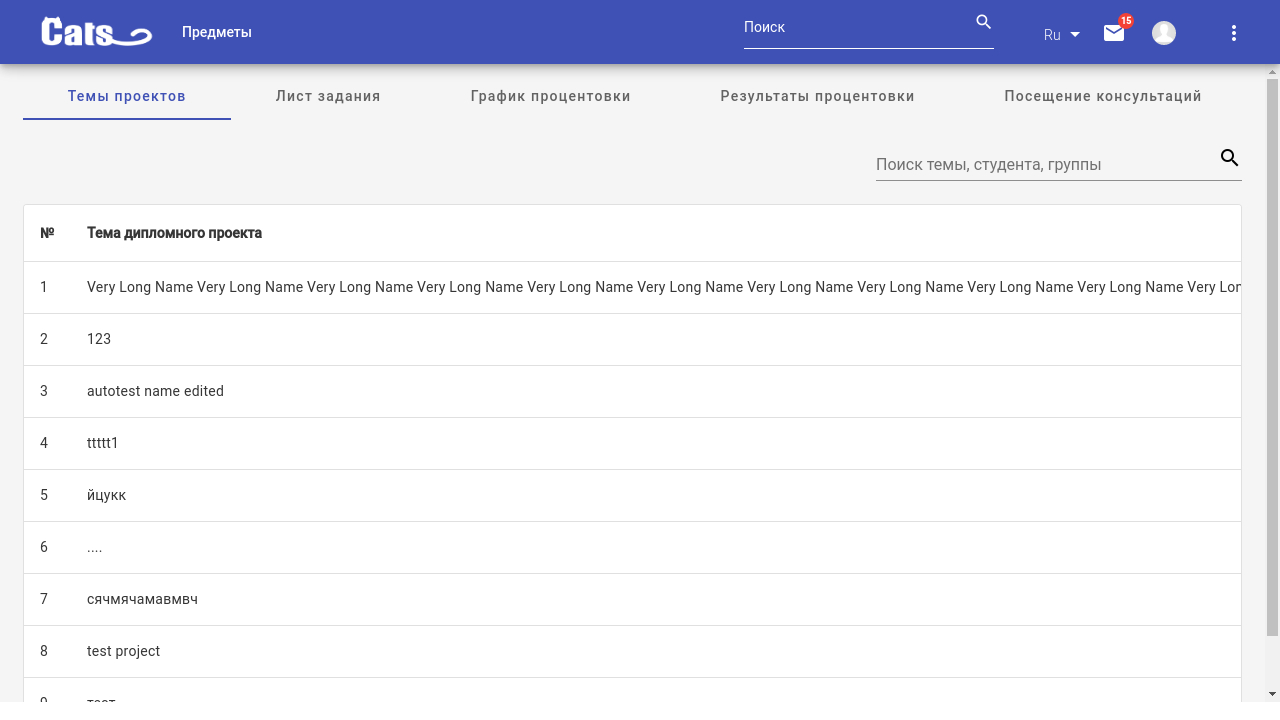 Cats Предметы Поиск Ru 15
Темы проектов Лист задания График процентовки Результаты процентовки Посещение консультаций
Поиск темы, студента, группы
№ Тема дипломного проекта
1 Very Long Name Very Long Name Very Long Name Very Long Name Very Long Name Very Long Name Very Long Name Very Long Name Very Long Name Very Long Name Very Lon
2 123
3 autotest name edited
4 ttttt1
5 йцукк
6 ....
7 сячмячамавмвч
8 test project